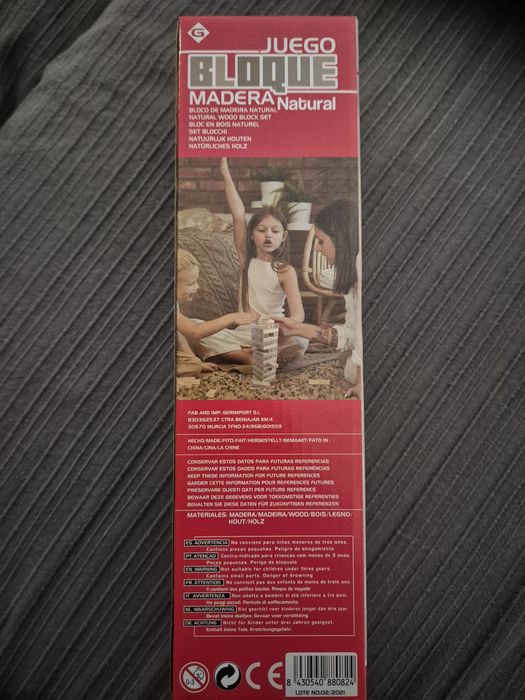 G
JUEGO
BLOQUE
MADERA Natural
BLOCO DE MADEIRA NATURAL
NATURAL WOOD BLOCK SET
BLOC EN BOIS NATUREL
SET BLOCCHI
NATUURLIJK HOUTEN
NATÜRLICHES HOLZ
FAB AND IMP: GERIMPORT S.L
B30362537 CTRA BENIAJÁN KM.4
30570 MURCIA TFNO.34(968)601559
HECHO/MADE/FITO/FAIT/HERGESTELLT/GEMAAKT/FATO IN :
CHINA/CINA/LA CHINE
CONSERVAR ESTOS DATOS PARA FUTURAS REFERENCIAS
CONSERVAR ESTOS DADOS PARA FUTURAS REFERÊNCIAS
KEEP THESE INFORMATION FOR FUTURE REFERENCES
GARDER CETTE INFORMATION POUR REFERENCES FUTURES
PRESERVARE QUESTI DATI PER FUTURE REFERENCE.
BEWAAR DEZE GEGEVENS VOOR TOEKOMSTIGE REFERENTIES
BEHALTEN SIE DIESE DATEN FÜR ZUKÜNFTIGEN REFERENZEN
MATERIALES: MADERA/MADEIRA/WOOD/BOIS/LEGNO/
HOUT/HOLZ
ES ADVERTENCIA No conviene para niños menores de tres años.
Contiene piezas pequeñas. Peligro de ahogamiento
PT ATENÇAO Contra-indicado para crianças com menos de 3 anos.
Peças pequenas. Perigo de bloqueio
EN WARNING Not suitable for children under three years.
Contains small parts. Danger of drowning
FR ATTENTION Ne convient pas aux enfants de moins de trois ans.
Il contient des petites boules. Risque de noyade
IT AVVERTENZA Non adatto a bambini di età inferiore a tre anni.
Ha pezzi piccoli. Pericolo di soffocamento
NL WAARSCHUWING Niet geschikt voor kinderen jonger dan drie jaar.
Bevat kleine deeltjes. Gevaar voor verstikking
DE ACHTUNG Nicht für Kinder unter drei Jahren geeignet.
Enthält kleine Teile. Erstickungsgefahr
0-3
CE
8 430540 880824
LOTE NO.02/2021